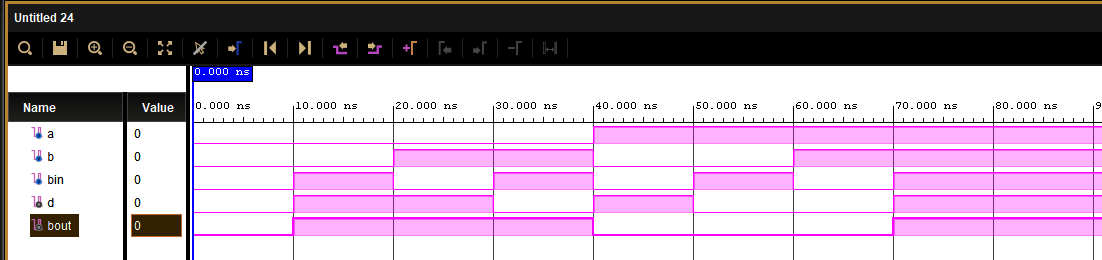 Untitled 24
0.000 ns
0.000 ns 10.000 ns 20.000 ns 30.000 ns 40.000 ns 50.000 ns 60.000 ns 70.000 ns 80.000 ns 9
Name Value
a 0
b 0
bin 0
d 0
bout 0